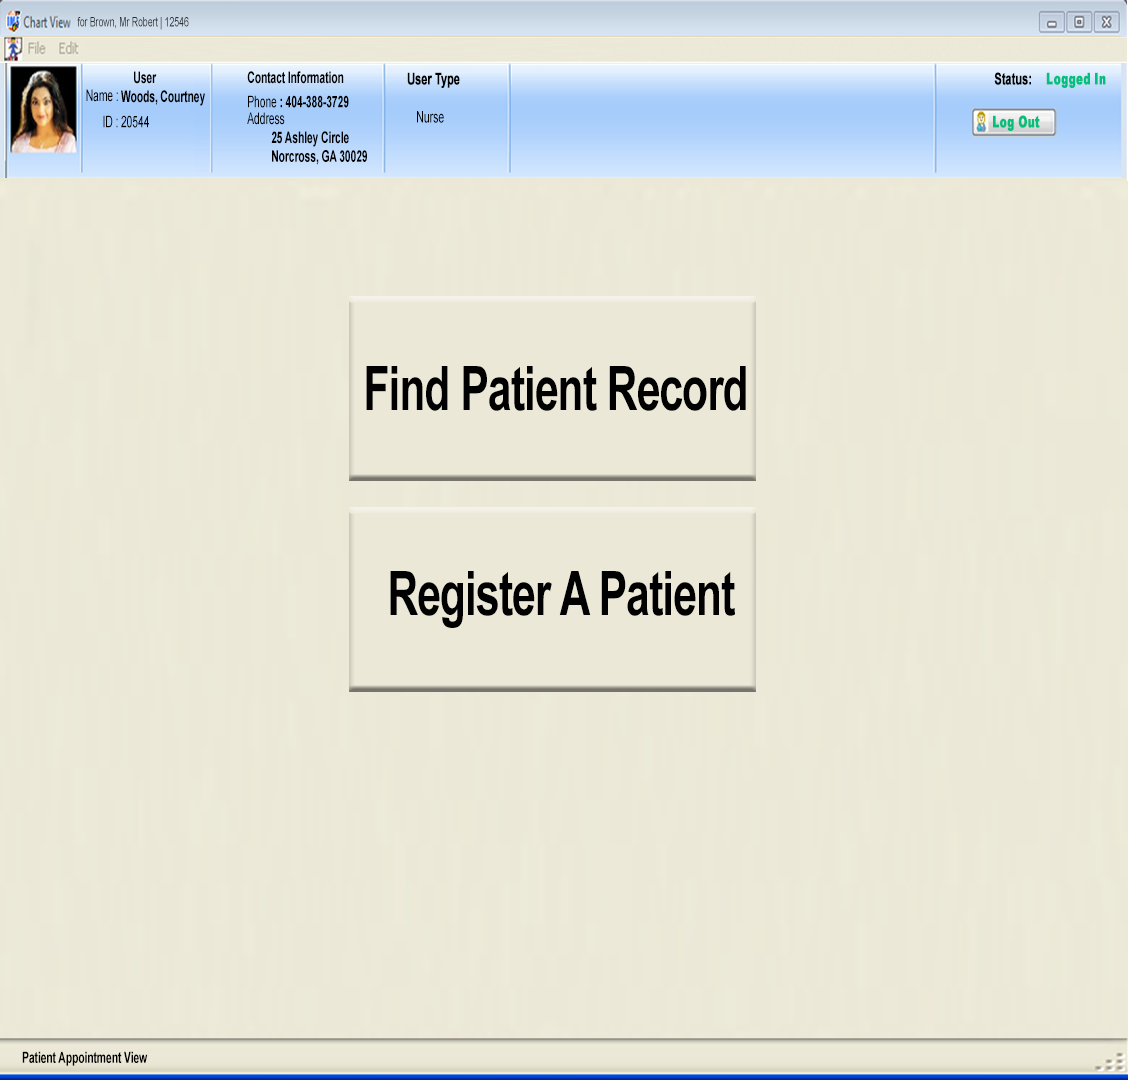 Chart View for Brown, Mr Robert | 12546
File Edit
User
Name : Woods, Courtney
ID : 20544
Contact Information
Phone : 404-388-3729
Address
25 Ashley Circle
Norcross, GA 30029
User Type
Nurse
Status: Logged In
Log Out
Find Patient Record
Register A Patient
Patient Appointment View